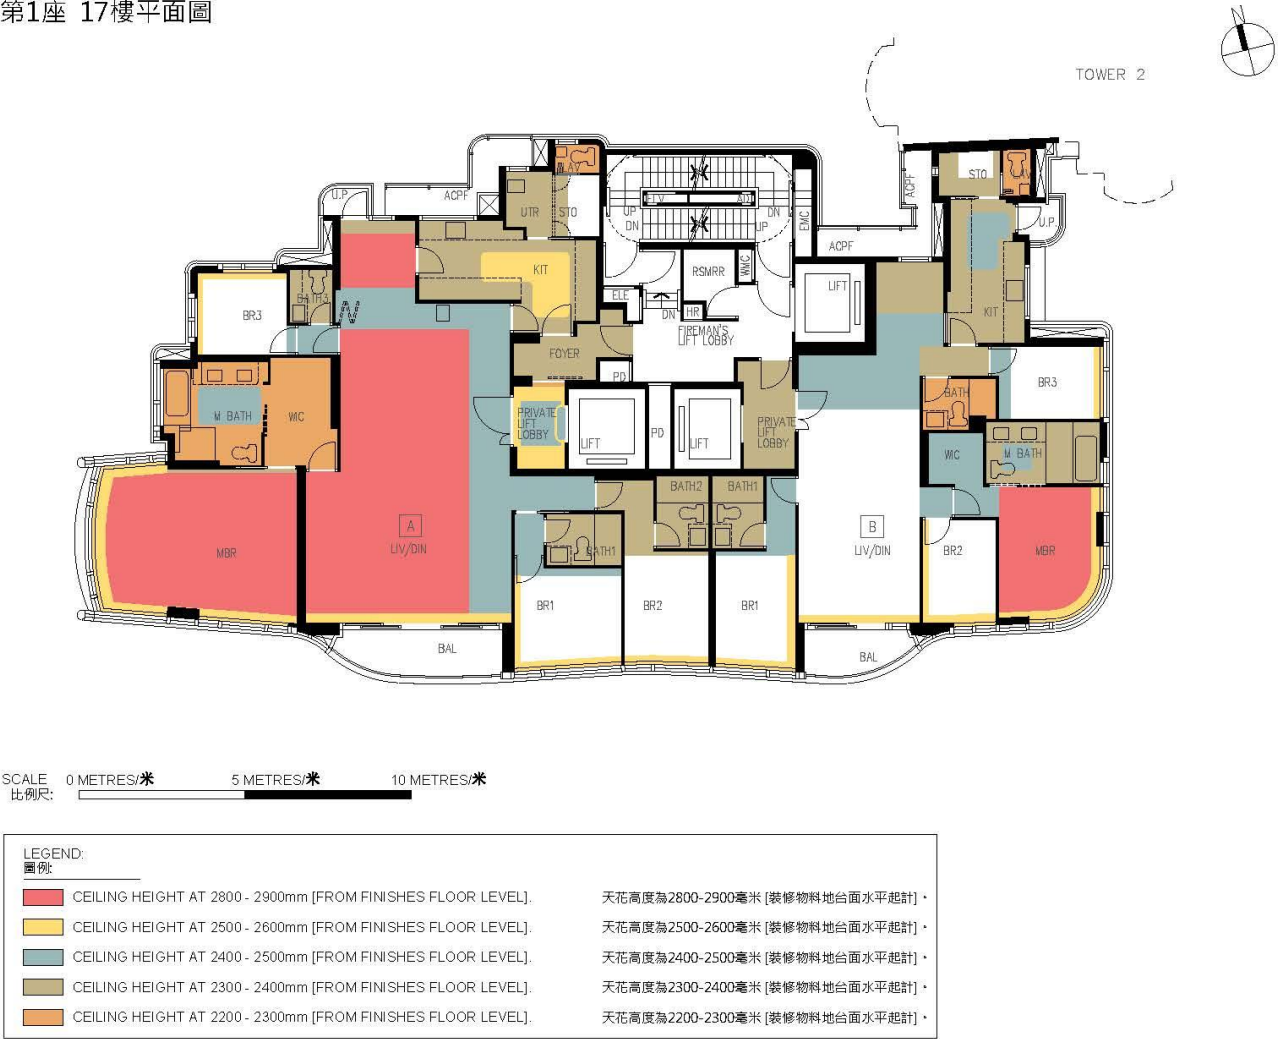 第1座 17樓平面圖
TOWER 2
U.P
ACPF
LAV
UTR
STO
UP
DN
DN
UP
EMC
ACPF
ACPF
STO
U.P
KIT
RSMRR
WMC
LIFT
KIT
BR3
BATH3
ELE
DN
HR
FIREMAN'S
LIFT LOBBY
FOYER
PD
BR3
M BATH
WIC
PRIVATE
LIFT
LOBBY
LIFT
PD
LIFT
PRIVATE
LIFT
LOBBY
BATH
WIC
M BATH
BATH2
BATH1
A
LIV/DIN
MBR
BATH1
B
LIV/DIN
BR2
MBR
BR1
BR2
BR1
BAL
BAL
SCALE 0 METRES/米 5 METRES/米 10 METRES/米
比例尺:
LEGEND:
圖例:
CEILING HEIGHT AT 2800 - 2900mm [FROM FINISHES FLOOR LEVEL]. 天花高度為2800-2900毫米 [裝修物料地台面水平起計]。
CEILING HEIGHT AT 2500 - 2600mm [FROM FINISHES FLOOR LEVEL]. 天花高度為2500-2600毫米 [裝修物料地台面水平起計]。
CEILING HEIGHT AT 2400 - 2500mm [FROM FINISHES FLOOR LEVEL]. 天花高度為2400-2500毫米 [裝修物料地台面水平起計]。
CEILING HEIGHT AT 2300 - 2400mm [FROM FINISHES FLOOR LEVEL]. 天花高度為2300-2400毫米 [裝修物料地台面水平起計]。
CEILING HEIGHT AT 2200 - 2300mm [FROM FINISHES FLOOR LEVEL]. 天花高度為2200-2300毫米 [裝修物料地台面水平起計]。